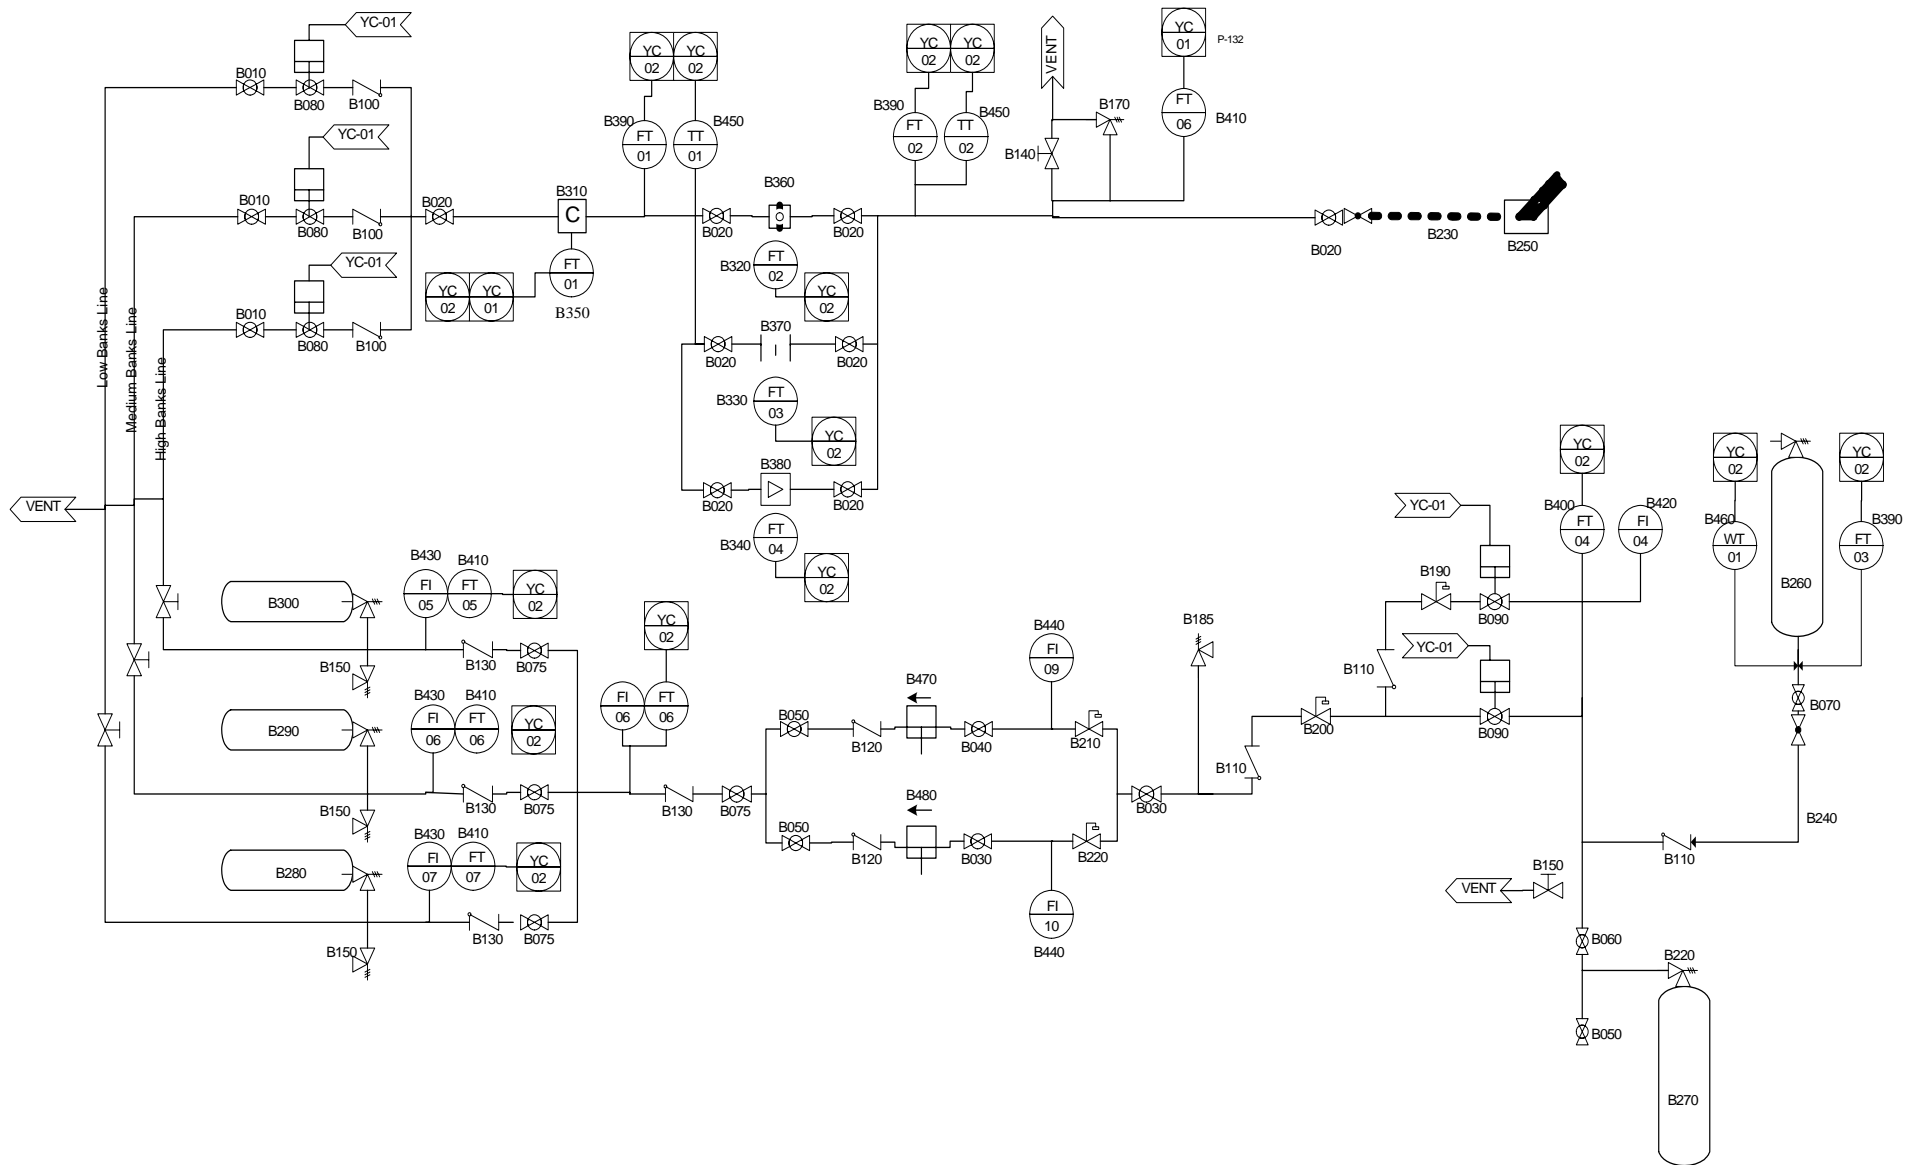 YC-01
B010
B080
B100
YC-01
B010
B080
B100
B020
YC-01
B010
B080
B100
Low Banks Line
Medium Banks Line
High Banks Line
VENT
YC
02
YC
02
B390
FT
01
B450
TT
01
B310
C
FT
01
B350
YC
02
YC
01
B020
B360
B020
B320
FT
02
YC
02
B370
B020
B020
B330
FT
03
YC
02
B380
B020
B020
B340
FT
04
YC
02
YC
02
YC
02
B390
FT
02
B450
TT
02
VENT
B140
B170
YC
01
P-132
FT
06
B410
B020
B230
B250
B300
B150
B430
FI
05
B410
FT
05
YC
02
B130
B075
B290
B150
B430
FI
06
B410
FT
06
YC
02
B130
B075
B280
B150
B430
FI
07
B410
FT
07
YC
02
B130
B075
YC
02
FI
06
FT
06
B130
B075
B050
B120
B470
B040
B440
FI
09
B210
B050
B120
B480
B030
B220
FI
10
B440
B030
B185
B110
B200
B110
B190
YC-01
B090
YC-01
B090
YC
02
B400
FT
04
B420
FI
04
YC
02
B460
WT
01
YC
02
B390
FT
03
B260
B070
B240
B110
VENT
B150
B060
B220
B050
B270